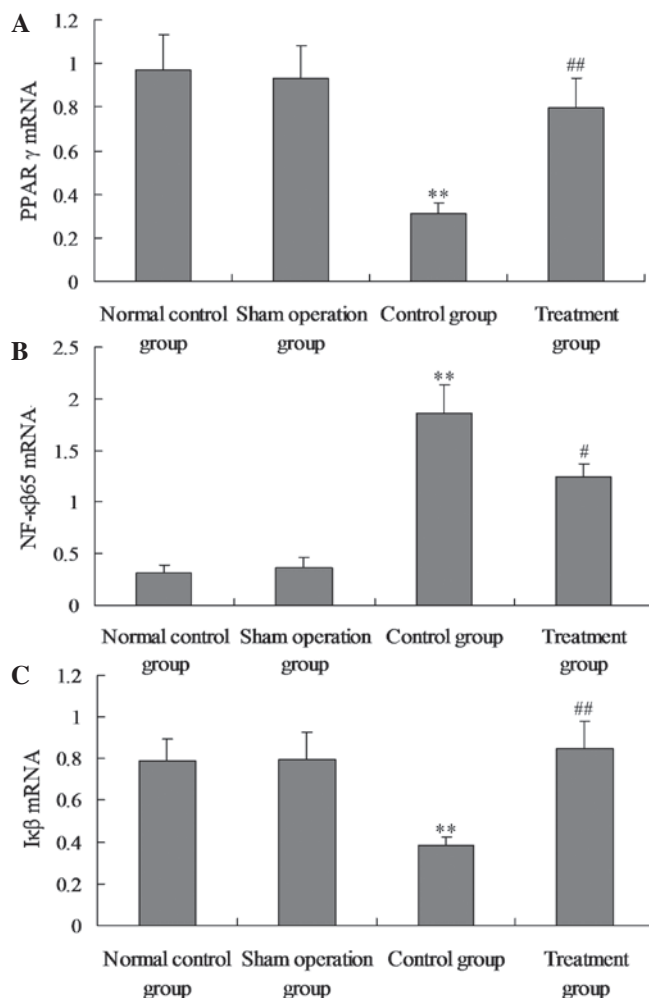 A
PPAR γ mRNA
1.2
1
0.8
0.6
0.4
0.2
0
**
##
Normal control group
Sham operation group
Control group
Treatment group
B
NF-κβ65 mRNA
2.5
2
1.5
1
0.5
0
**
#
Normal control group
Sham operation group
Control group
Treatment group
C
Iκβ mRNA
1.2
1
0.8
0.6
0.4
0.2
0
**
##
Normal control group
Sham operation group
Control group
Treatment group